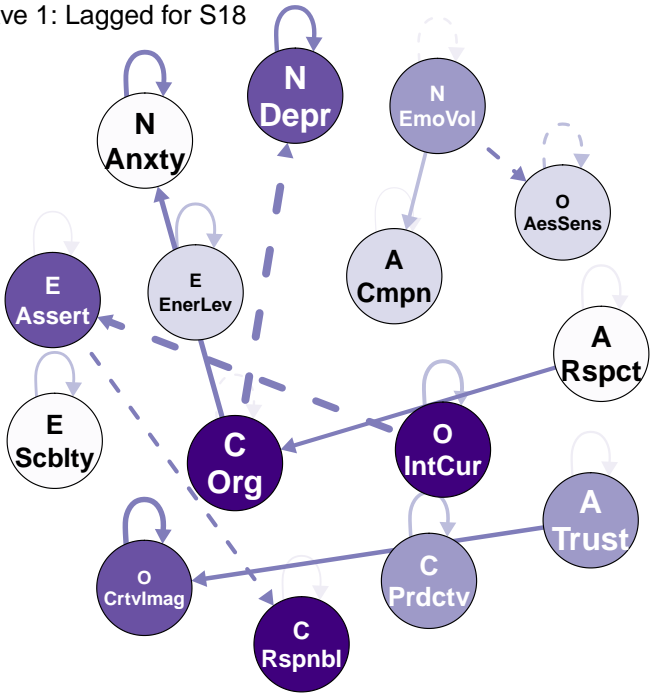 ve 1: Lagged for S18
N
Depr
N
EmoVol
N
Anxty
O
AesSens
A
Cmpn
E
EnerLev
E
Assert
A
Rspct
E
Scblty
C
Org
O
IntCur
A
Trust
O
CrtvImag
C
Prdctv
C
Rspnbl